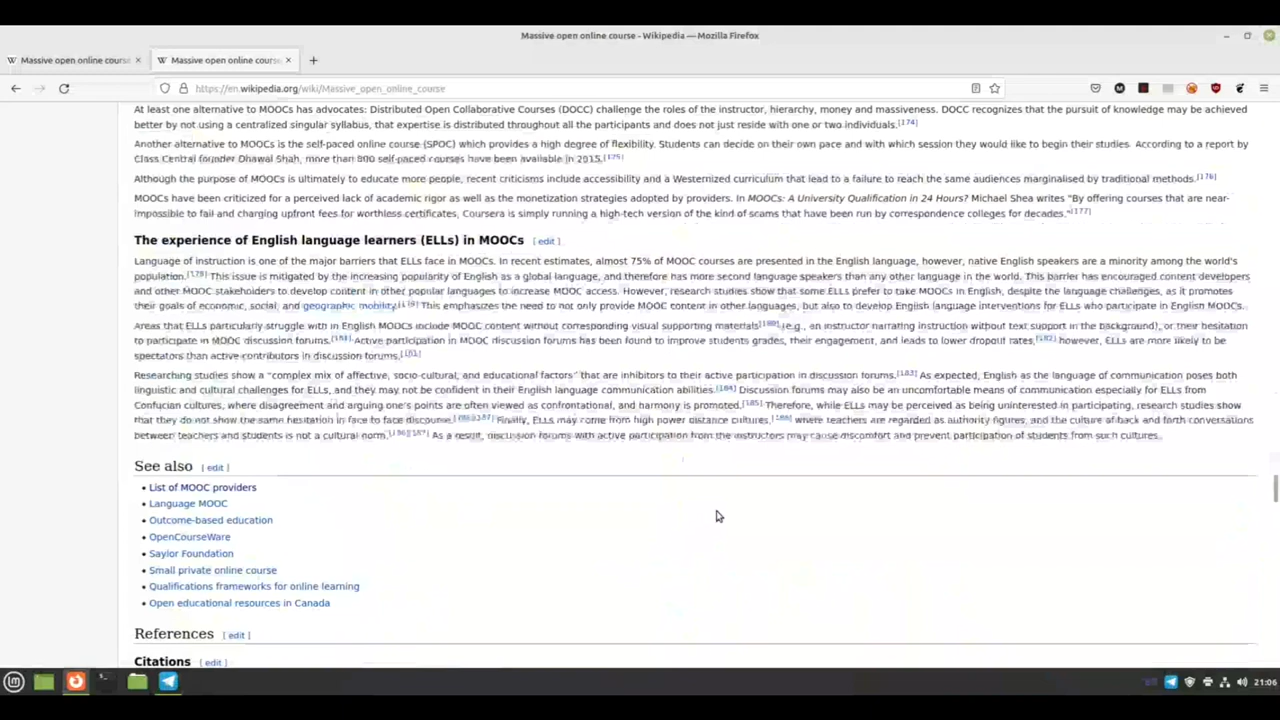 Massive open online course - Wikipedia — Mozilla Firefox
Massive open online cours
Massive open online course
https://en.wikipedia.org/wiki/Massive_open_online_course
At least one alternative to MOOCs has advocates: Distributed Open Collaborative Courses (DOCC) challenge the roles of the instructor, hierarchy, money and massiveness. DOCC recognizes that the pursuit of knowledge may be achieved
better by not using a centralized singular syllabus, that expertise is distributed throughout all the participants and does not just reside with one or two individuals.[174]
Another alternative to MOOCs is the self-paced online course (SPOC) which provides a high degree of flexibility. Students can decide on their own pace and with which session they would like to begin their studies. According to a report by
Class Central founder Dhawal Shah, more than 800 self-paced courses have been available in 2015.[175]
Although the purpose of MOOCs is ultimately to educate more people, recent criticisms include accessibility and a Westernized curriculum that lead to a failure to reach the same audiences marginalised by traditional methods.[176]
MOOCs have been criticized for a perceived lack of academic rigor as well as the monetization strategies adopted by providers. In MOOCs: A University Qualification in 24 Hours? Michael Shea writes "By offering courses that are near-
impossible to fail and charging upfront fees for worthless certificates, Coursera is simply running a high-tech version of the kind of scams that have been run by correspondence colleges for decades."[177]
The experience of English language learners (ELLs) in MOOCs [ edit ]
Language of instruction is one of the major barriers that ELLs face in MOOCs. In recent estimates, almost 75% of MOOC courses are presented in the English language, however, native English speakers are a minority among the world's
population.[178] This issue is mitigated by the increasing popularity of English as a global language, and therefore has more second language speakers than any other language in the world. This barrier has encouraged content developers
and other MOOC stakeholders to develop content in other popular languages to increase MOOC access. However, research studies show that some ELLs prefer to take MOOCs in English, despite the language challenges, as it promotes
their goals of economic, social, and geographic mobility.[179] This emphasizes the need to not only provide MOOC content in other languages, but also to develop English language interventions for ELLs who participate in English MOOCs.
Areas that ELLs particularly struggle with in English MOOCs include MOOC content without corresponding visual supporting materials[180] (e.g., an instructor narrating instruction without text support in the background), or their hesitation
to participate in MOOC discussion forums.[181] Active participation in MOOC discussion forums has been found to improve students grades, their engagement, and leads to lower dropout rates,[182] however, ELLs are more likely to be
spectators than active contributors in discussion forums.
Researching studies show a "complex mix of affective, socio-cultural, and educational factors" that are inhibitors to their active participation in discussion forums.[183] As expected, English as the language of communication poses both
linguistic and cultural challenges for ELLs, and they may not be confident in their English language communication abilities.[184] Discussion forums may also be an uncomfortable means of communication especially for ELLs from
Confucian cultures, where disagreement and arguing one's points are often viewed as confrontational, and harmony is promoted.[185] Therefore, while ELLs may be perceived as being uninterested in participating, research studies show
that they do not show the same hesitation in face to face discourse. Finally, ELLs may come from high power distance cultures, where teachers are regarded as authority figures, and the culture of back and forth conversations
between teachers and students is not a cultural norm. As a result, discussion forums with active participation from the instructors may cause discomfort and prevent participation of students from such cultures.
See also [ edit ]
• List of MOOC providers
• Language MOOC
• Outcome-based education
• OpenCourseWare
• Saylor Foundation
• Small private online course
• Qualifications frameworks for online learning
• Open educational resources in Canada
References [ edit ]
Citations [ edit ]
21:06